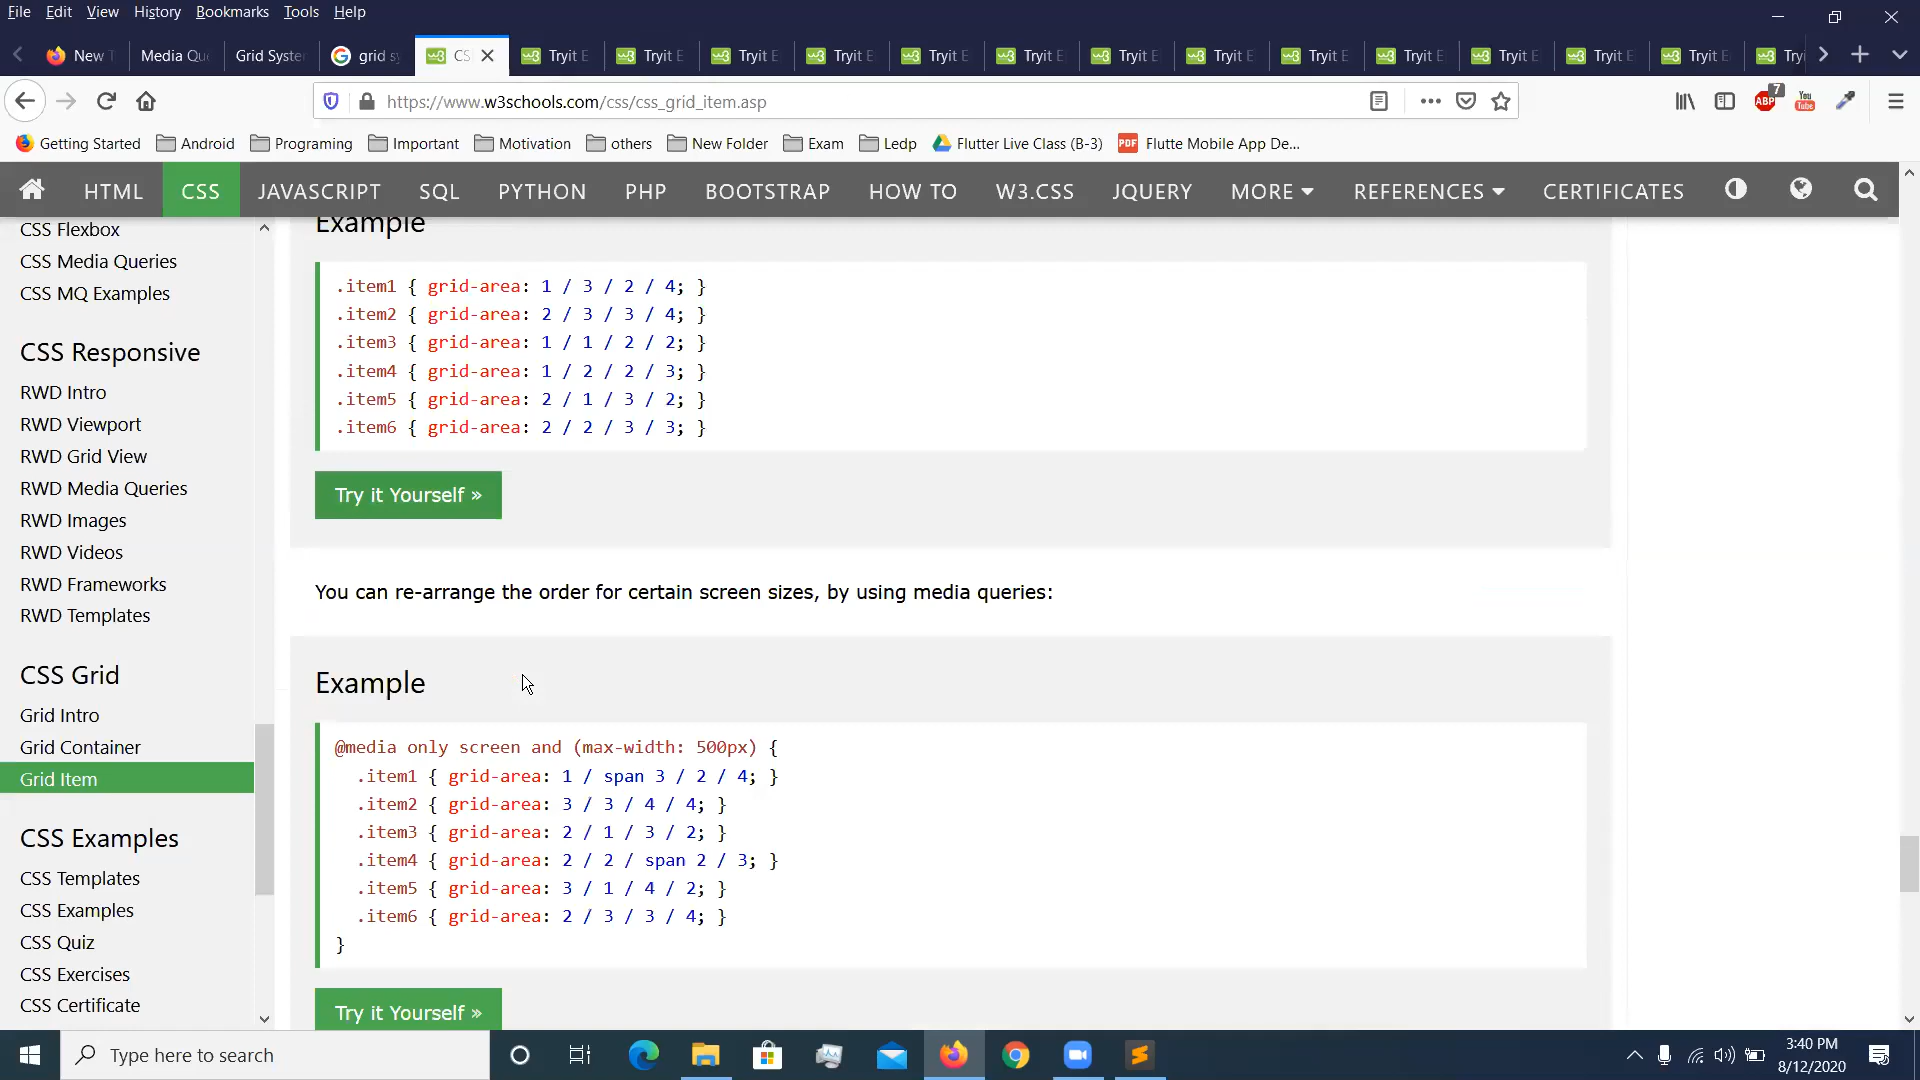 File Edit View History Bookmarks Tools Help
New T
Media Qu
Grid Syste
grid sy
CS
Tryit E
Tryit E
Tryit E
Tryit E
Tryit E
Tryit E
Tryit E
Tryit E
Tryit E
Tryit E
Tryit E
Tryit E
Tryit E
Tryi
https://www.w3schools.com/css/css_grid_item.asp
ABP 7
You Tube
Getting Started Android Programing Important Motivation others New Folder Exam Ledp Flutter Live Class (B-3) PDF Flutte Mobile App De...
HTML CSS JAVASCRIPT SQL PYTHON PHP BOOTSTRAP HOW TO W3.CSS JQUERY MORE REFERENCES CERTIFICATES
CSS Flexbox
CSS Media Queries
CSS MQ Examples
CSS Responsive
RWD Intro
RWD Viewport
RWD Grid View
RWD Media Queries
RWD Images
RWD Videos
RWD Frameworks
RWD Templates
CSS Grid
Grid Intro
Grid Container
Grid Item
CSS Examples
CSS Templates
CSS Examples
CSS Quiz
CSS Exercises
CSS Certificate
Example
.item1 { grid-area: 1 / 3 / 2 / 4; }
.item2 { grid-area: 2 / 3 / 3 / 4; }
.item3 { grid-area: 1 / 1 / 2 / 2; }
.item4 { grid-area: 1 / 2 / 2 / 3; }
.item5 { grid-area: 2 / 1 / 3 / 2; }
.item6 { grid-area: 2 / 2 / 3 / 3; }
Try it Yourself »
You can re-arrange the order for certain screen sizes, by using media queries:
Example
@media only screen and (max-width: 500px) {
.item1 { grid-area: 1 / span 3 / 2 / 4; }
.item2 { grid-area: 3 / 3 / 4 / 4; }
.item3 { grid-area: 2 / 1 / 3 / 2; }
.item4 { grid-area: 2 / 2 / span 2 / 3; }
.item5 { grid-area: 3 / 1 / 4 / 2; }
.item6 { grid-area: 2 / 3 / 3 / 4; }
}
Try it Yourself »
Type here to search
3:40 PM
8/12/2020